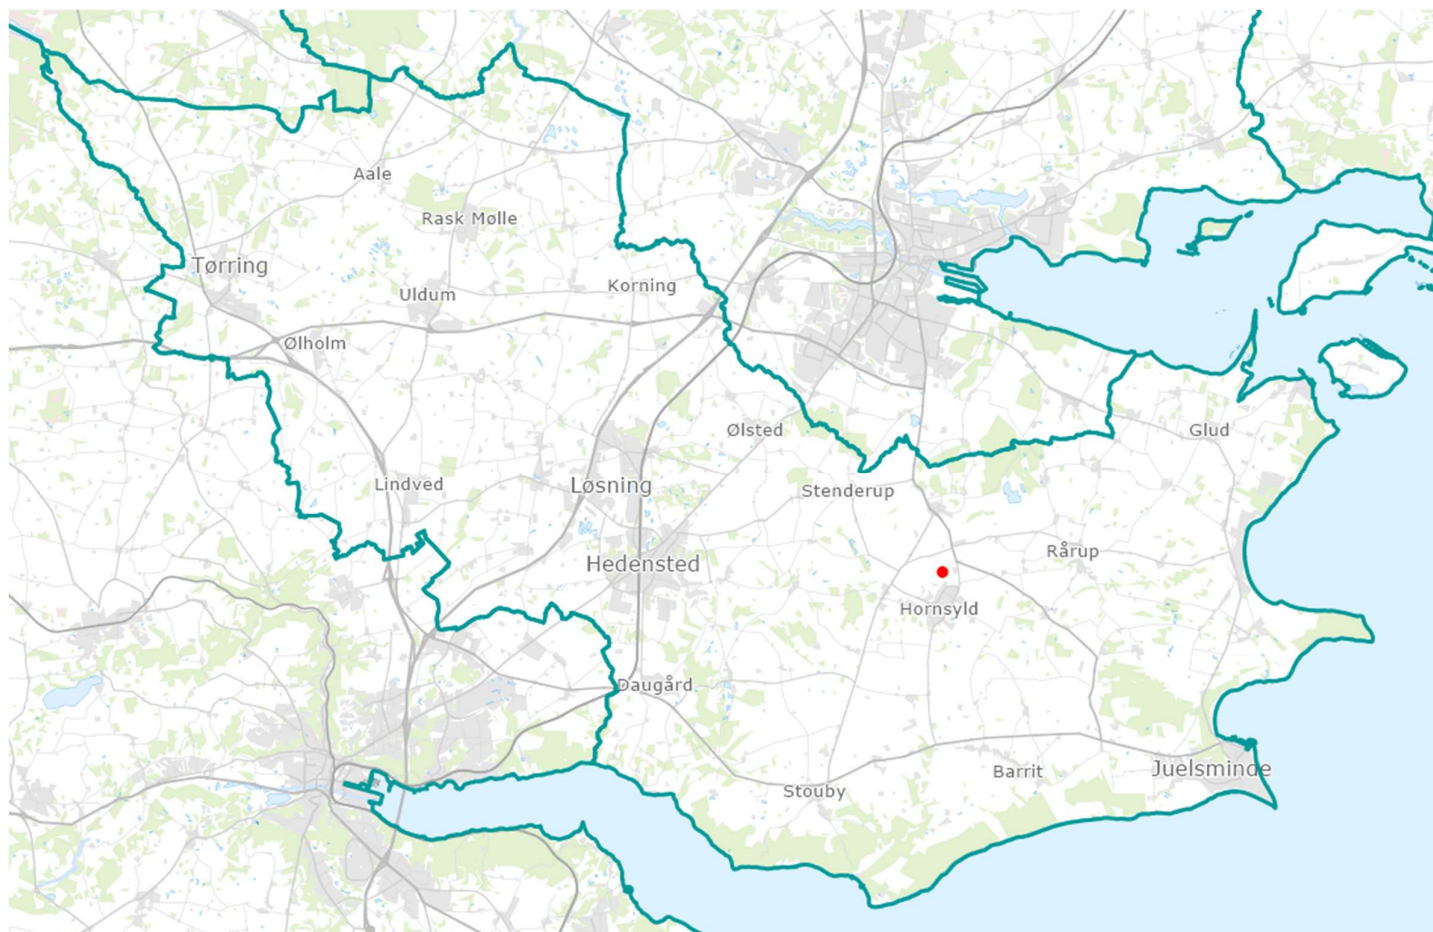 Aale
Rask Mølle
Tørring
Uldum
Korning
Ølholm
Ølsted
Glud
Lindved
Løsning
Stenderup
Hedensted
Rårup
Hornsyld
Daugård
Stouby
Barrit
Juelsminde